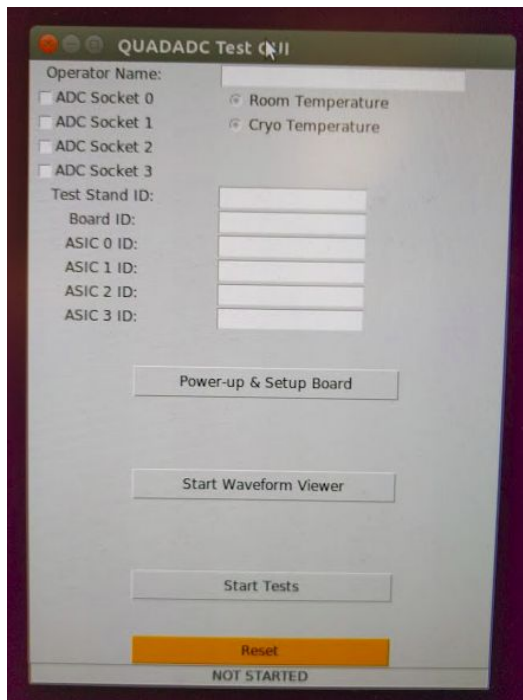 QUADADC Test GUI
Operator Name:
ADC Socket 0
Room Temperature
ADC Socket 1
Cryo Temperature
ADC Socket 2
ADC Socket 3
Test Stand ID:
Board ID:
ASIC 0 ID:
ASIC 1 ID:
ASIC 2 ID:
ASIC 3 ID:
Power-up & Setup Board
Start Waveform Viewer
Start Tests
Reset
NOT STARTED